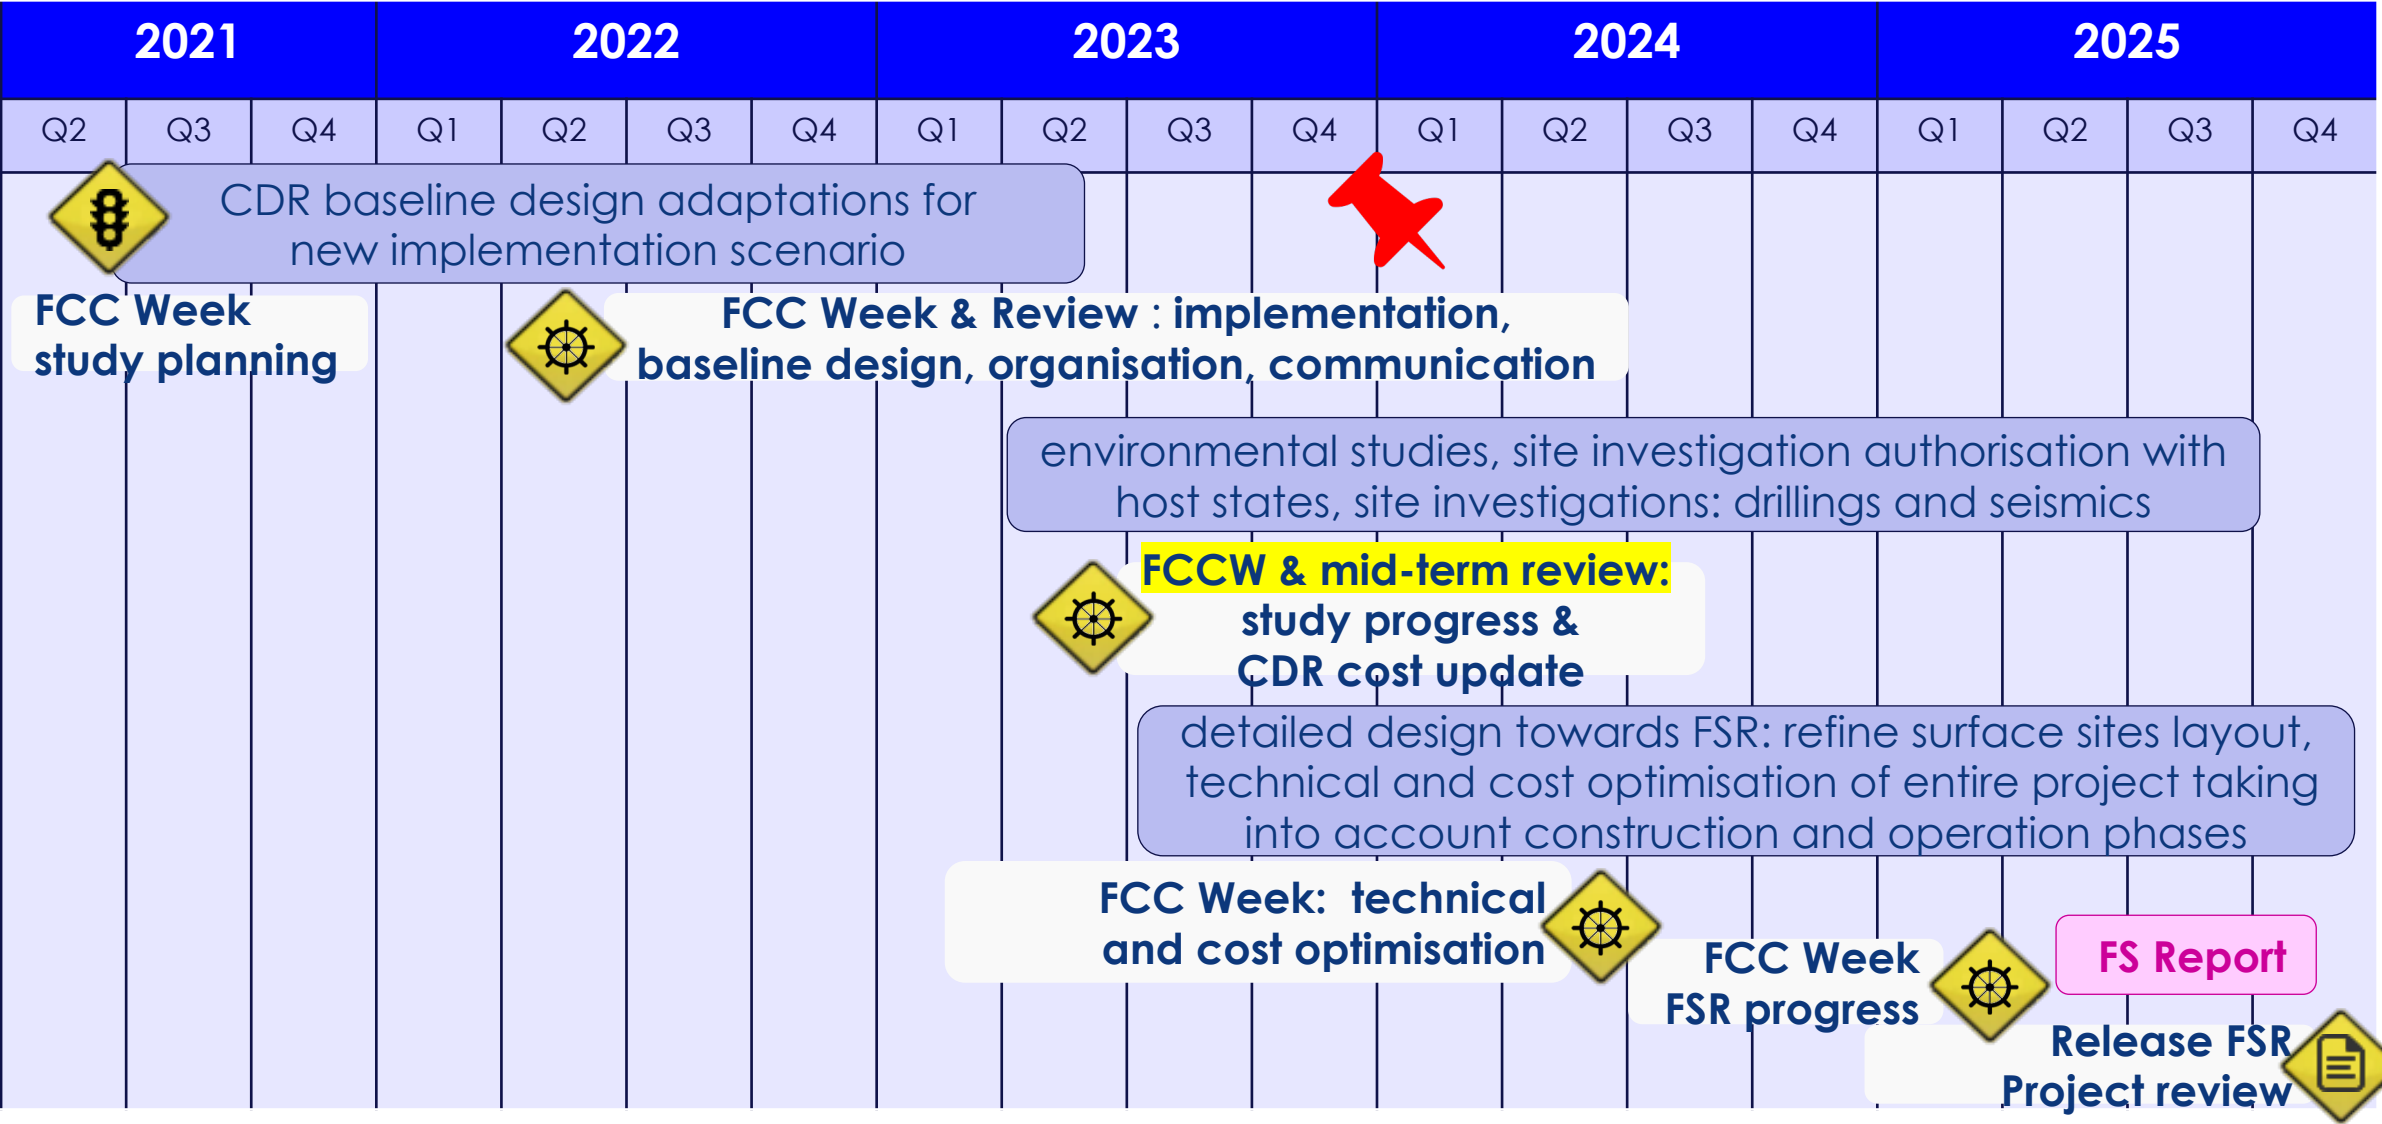 2021 2022 2023 2024 2025
Q2 Q3 Q4 Q1 Q2 Q3 Q4 Q1 Q2 Q3 Q4 Q1 Q2 Q3 Q4 Q1 Q2 Q3 Q4
CDR baseline design adaptations for
new implementation scenario
FCC Week
study planning
FCC Week & Review : implementation,
baseline design, organisation, communication
environmental studies, site investigation authorisation with
host states, site investigations: drillings and seismics
FCCW & mid-term review:
study progress &
CDR cost update
detailed design towards FSR: refine surface sites layout,
technical and cost optimisation of entire project taking
into account construction and operation phases
FCC Week: technical
and cost optimisation
FCC Week
FSR progress
FS Report
Release FSR
Project review